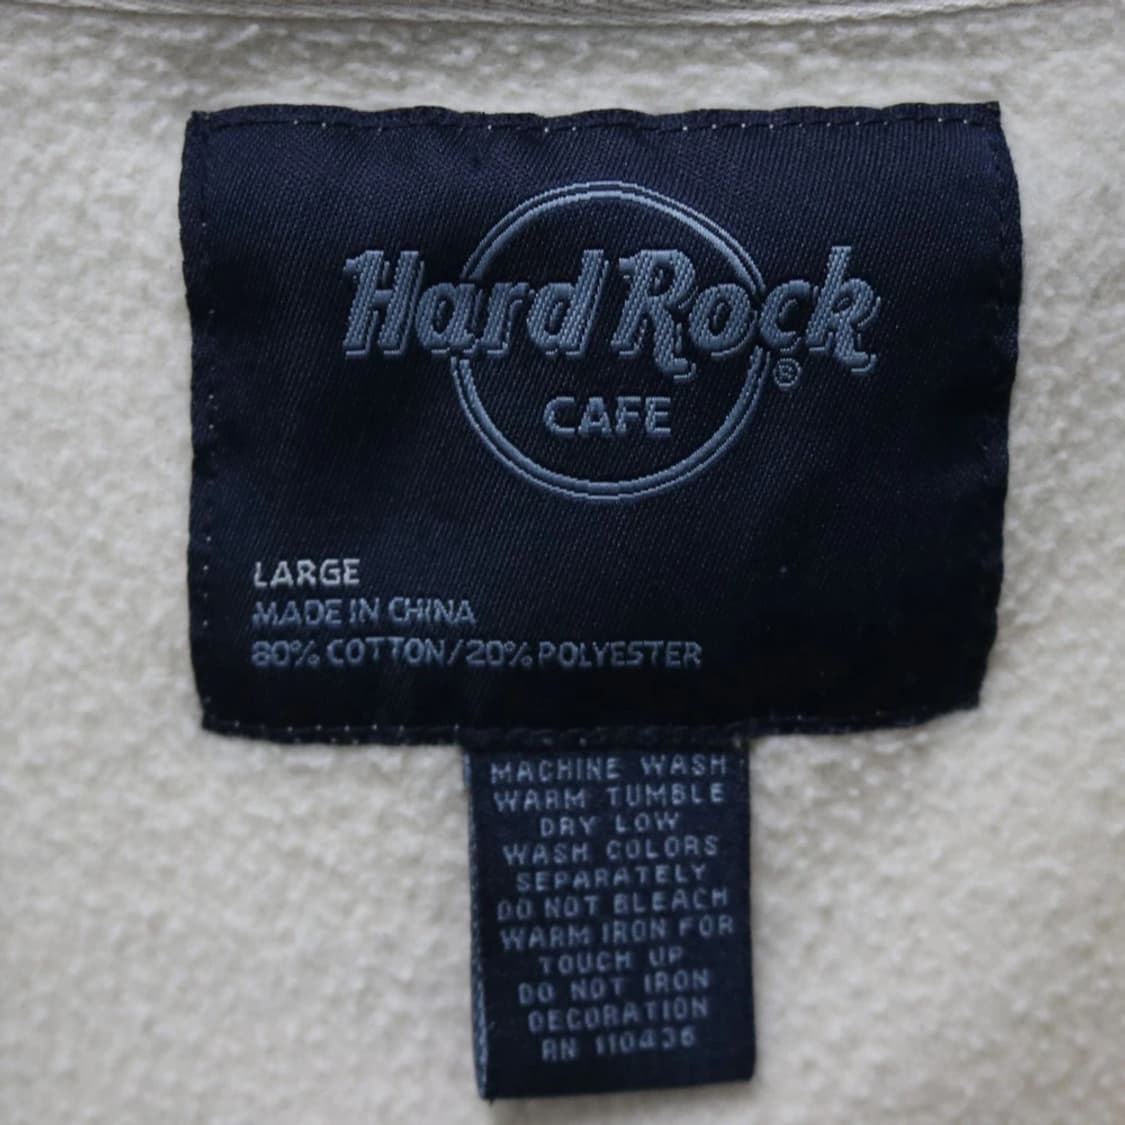 Hard Rock
®
CAFE
LARGE
MADE IN CHINA
80% COTTON/20% POLYESTER
MACHINE WASH
WARM TUMBLE
DRY LOW
WASH COLORS
SEPARATELY
DO NOT BLEACH
WARM IRON FOR
TOUCH UP
DO NOT IRON
DECORATION
RN 110436